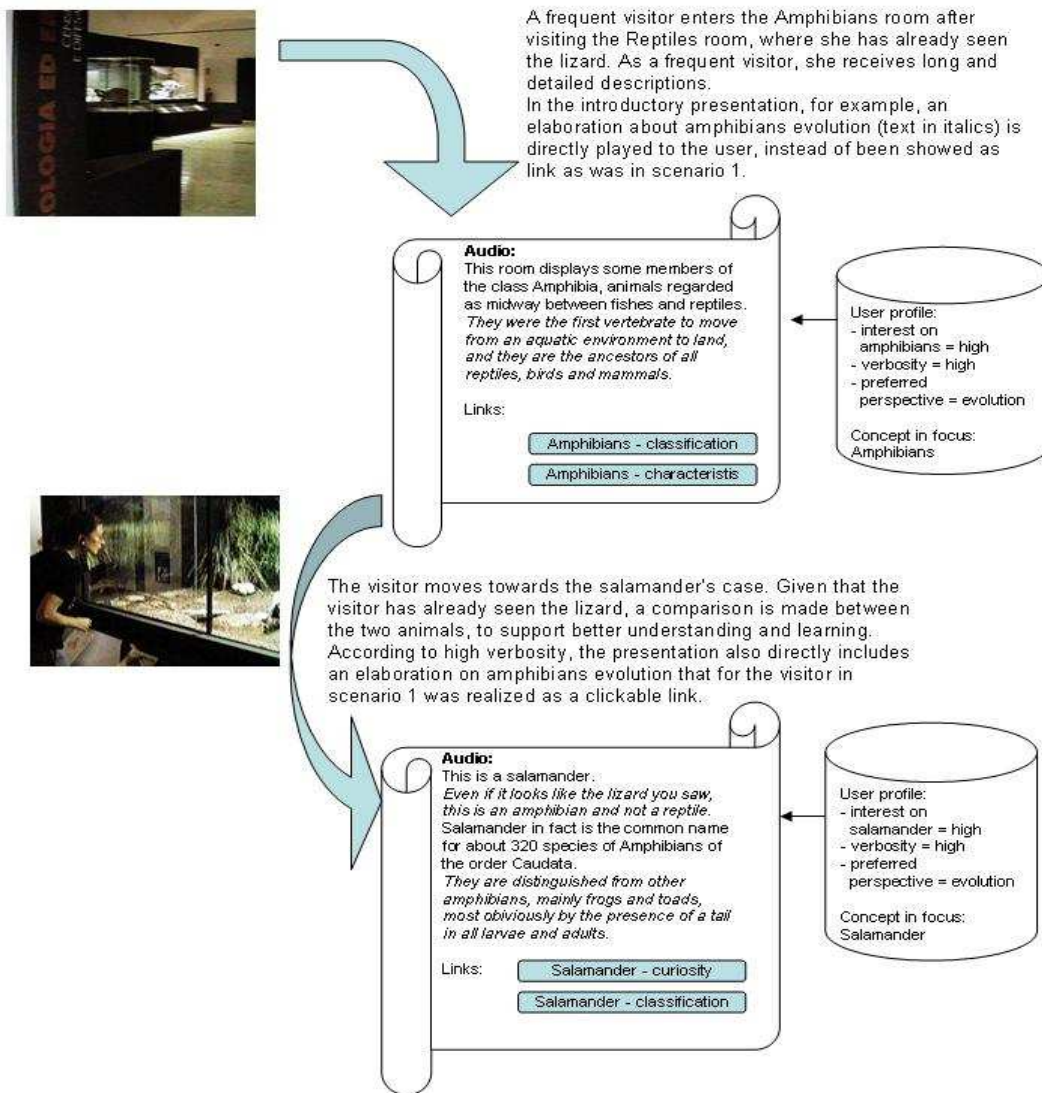 OLOGIA ED E
CENS
E DIFES
A frequent visitor enters the Amphibians room after
visiting the Reptiles room, where she has already seen
the lizard. As a frequent visitor, she receives long and
detailed descriptions.
In the introductory presentation, for example, an
elaboration about amphibians evolution (text in italics) is
directly played to the user, instead of been showed as
link as was in scenario 1.
Audio:
This room displays some members of
the class Amphibia, animals regarded
as midway between fishes and reptiles.
They were the first vertebrate to move
from an aquatic environment to land,
and they are the ancestors of all
reptiles, birds and mammals.
Links:
Amphibians - classification
Amphibians - characteristis
User profile:
- interest on
amphibians = high
- verbosity = high
- preferred
perspective = evolution
Concept in focus:
Amphibians
The visitor moves towards the salamander's case. Given that the
visitor has already seen the lizard, a comparison is made between
the two animals, to support better understanding and learning.
According to high verbosity, the presentation also directly includes
an elaboration on amphibians evolution that for the visitor in
scenario 1 was realized as a clickable link.
Audio:
This is a salamander.
Even if it looks like the lizard you saw,
this is an amphibian and not a reptile.
Salamander in fact is the common name
for about 320 species of Amphibians of
the order Caudata.
They are distinguished from other
amphibians, mainly frogs and toads,
most obiviously by the presence of a tail
in all larvae and adults.
Links:
Salamander - curiosity
Salamander - classification
User profile:
- interest on
salamander = high
- verbosity = high
- preferred
perspective = evolution
Concept in focus:
Salamander